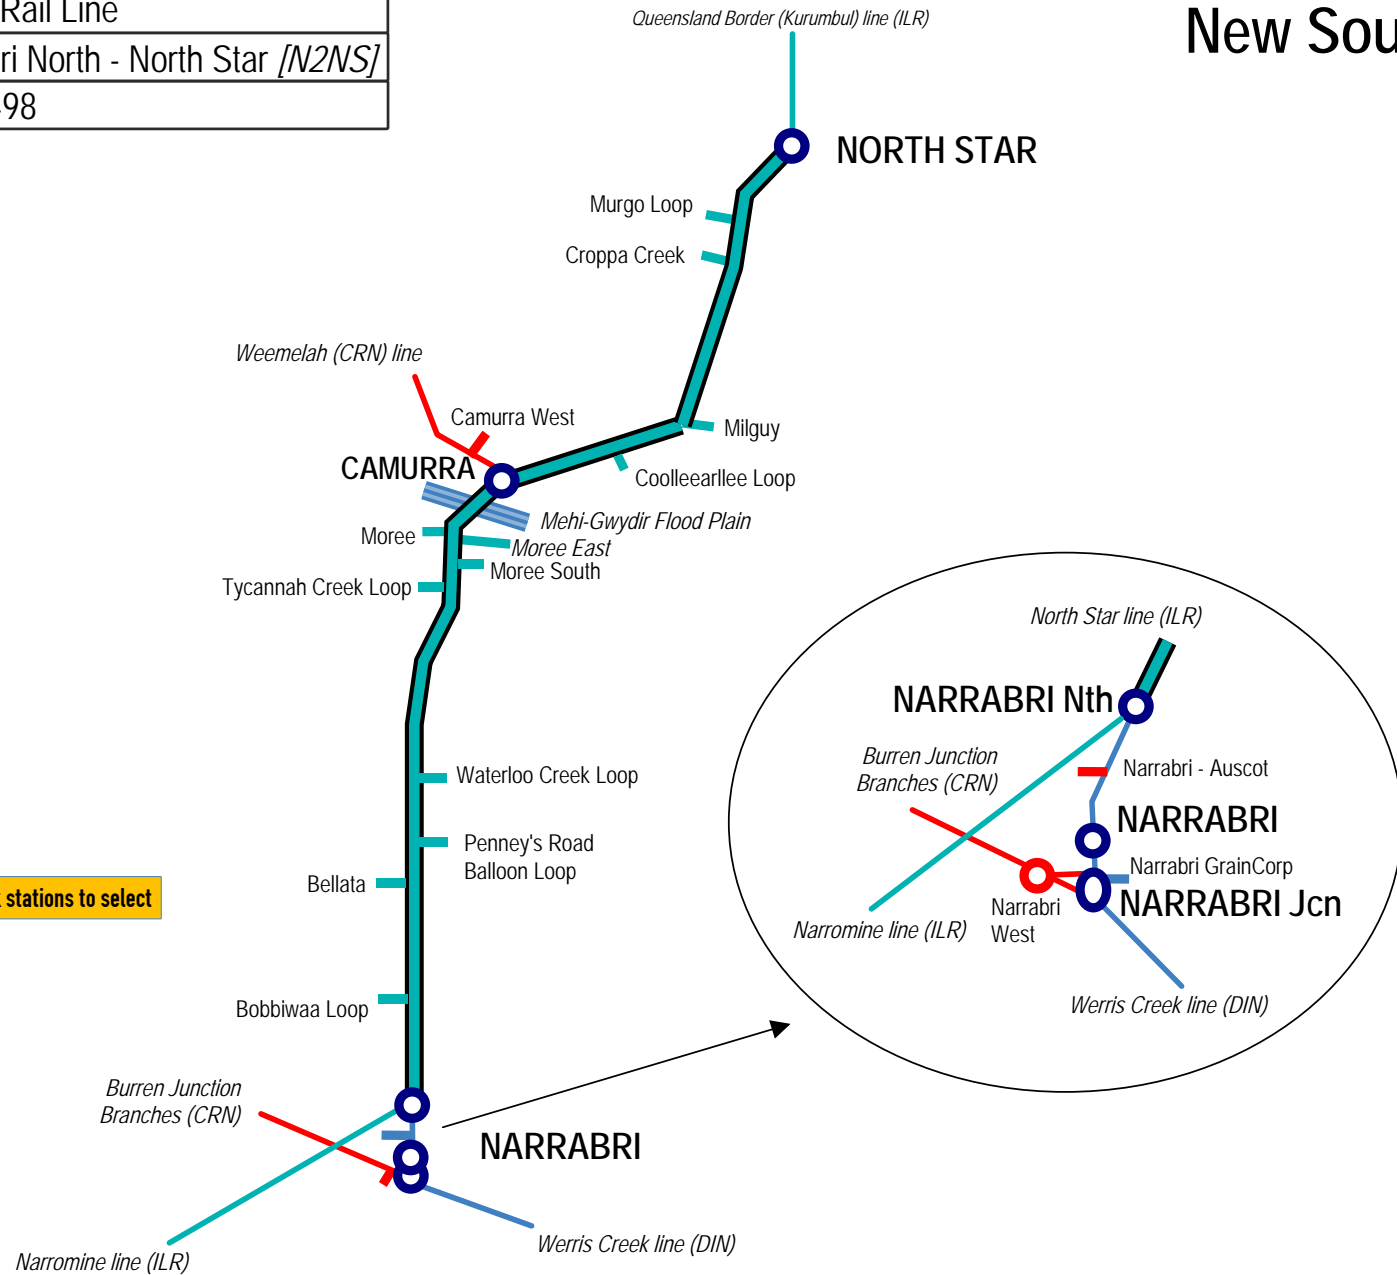 Rail Line
ri North - North Star [N2NS]
98
Queensland Border (Kurumbul) line (ILR)
New Sou
NORTH STAR
Murgo Loop
Croppa Creek
Weemelah (CRN) line
Camurra West
Milguy
CAMURRA
Coolleearllee Loop
Mehi-Gwydir Flood Plain
Moree
Moree East
Moree South
Tycannah Creek Loop
Waterloo Creek Loop
Penney's Road
Balloon Loop
Bellata
stations to select
Bobbiwaa Loop
Burren Junction
Branches (CRN)
NARRABRI
Narromine line (ILR)
Werris Creek line (DIN)
North Star line (ILR)
NARRABRI Nth
Burren Junction
Branches (CRN)
Narrabri - Auscot
NARRABRI
Narrabri GrainCorp
NARRABRI Jcn
Narrabri
West
Narromine line (ILR)
Werris Creek line (DIN)